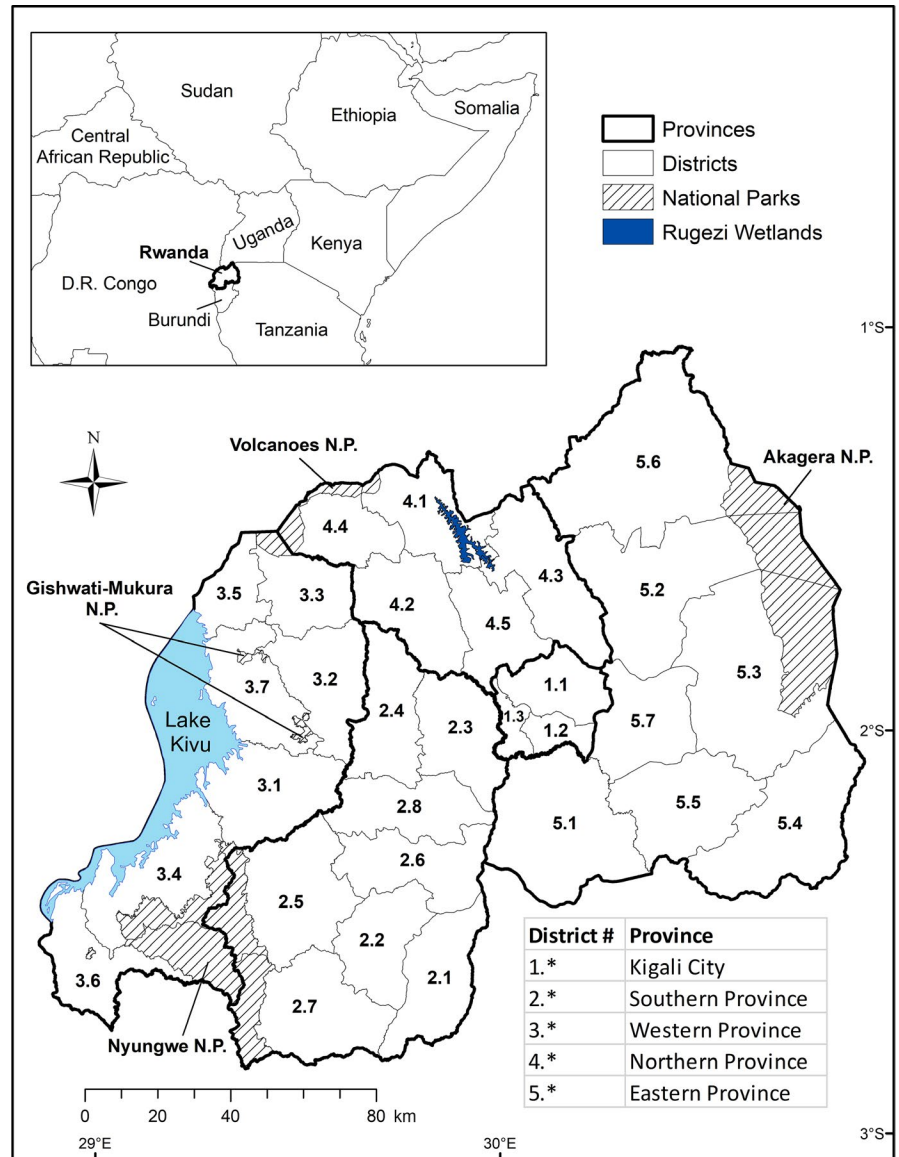 Sudan
Ethiopia
Somalia
Central
African Republic
Uganda
Kenya
Rwanda
D.R. Congo
Burundi
Tanzania
Provinces
Districts
National Parks
Rugezi Wetlands
1°S
N
Volcanoes N.P.
Akagera N.P.
Gishwati-Mukura
N.P.
5.6
4.1
4.4
4.3
5.2
3.5
3.3
4.2
4.5
3.7
3.2
5.3
1.1
2.4
1.3
1.2
2.3
5.7
Lake
Kivu
2°S
3.1
2.8
5.5
5.1
5.4
2.6
3.4
2.5
2.2
2.1
3.6
2.7
Nyungwe N.P.
District # Province
1.* Kigali City
2.* Southern Province
3.* Western Province
4.* Northern Province
5.* Eastern Province
0 20 40 80 km
29°E 30°E
3°S